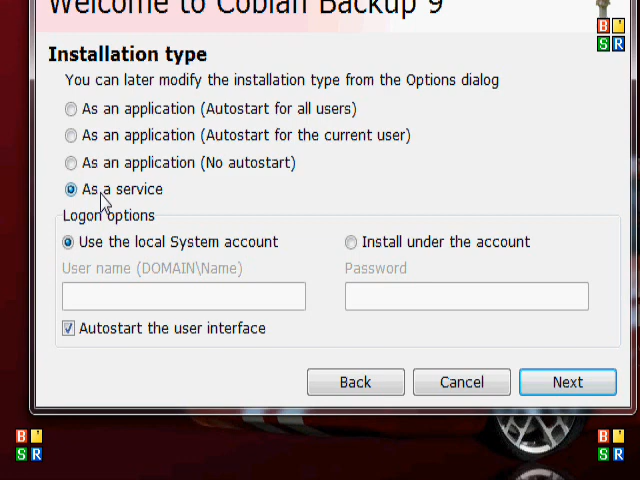 Welcome to Cobian Backup 9
B '
S R
Installation type
You can later modify the installation type from the Options dialog
As an application (Autostart for all users)
As an application (Autostart for the current user)
As an application (No autostart)
As a service
Logon options
Use the local System account
Install under the account
User name (DOMAIN\Name)
Password
Autostart the user interface
Back
Cancel
Next
B '
S R
B '
S R